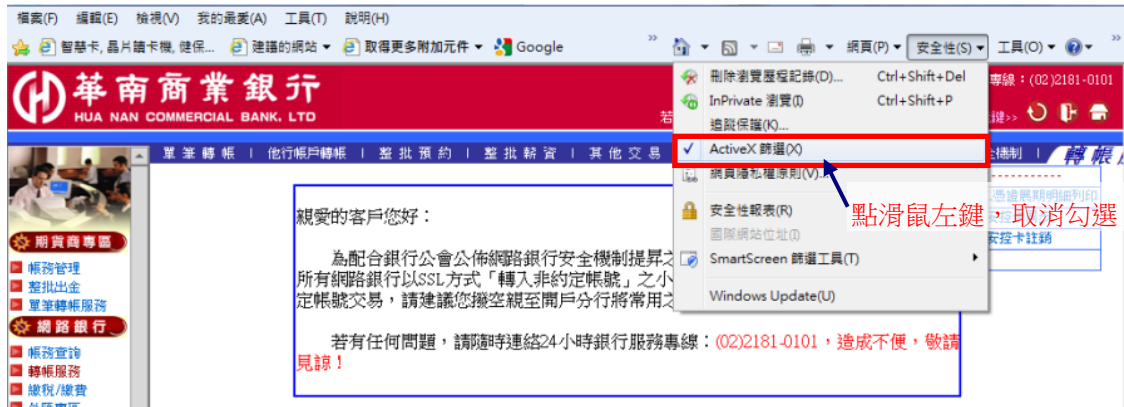 檔案(F) 編輯(E) 檢視(V) 我的最愛(A) 工具(T) 說明(H)
智慧卡,晶片讀卡機,健保... 建議的網站 取得更多附加元件 Google » 網頁(P) 安全性(S) 工具(O) »
華南商業銀行
HUA NAN COMMERCIAL BANK, LTD
專線：(02)2181-0101
若
鍵>>
刪除瀏覽歷程記錄(D)... Ctrl+Shift+Del
InPrivate 瀏覽(I) Ctrl+Shift+P
追蹤保護(K)...
ActiveX 篩選(X)
網頁隱私權原則(V)...
安全性報表(R)
國際網站位址(I)
SmartScreen 篩選工具(T)
Windows Update(U)
點滑鼠左鍵，取消勾選
單筆轉帳 | 他行帳戶轉帳 | 整批預約 | 整批薪資 | 其他交易
機制 | 轉帳
憑證展期明細列印
安控卡註銷
期貨商專區
帳務管理
整批出金
單筆轉帳服務
網路銀行
帳務查詢
轉帳服務
繳稅/繳費
親愛的客戶您好：
為配合銀行公會公佈網路銀行安全機制提昇之
所有網路銀行以SSL方式「轉入非約定帳號」之小
定帳號交易，請建議您撥空親至開戶分行將常用之
若有任何問題，請隨時連絡24小時銀行服務專線：(02)2181-0101，造成不便，敬請
見諒！